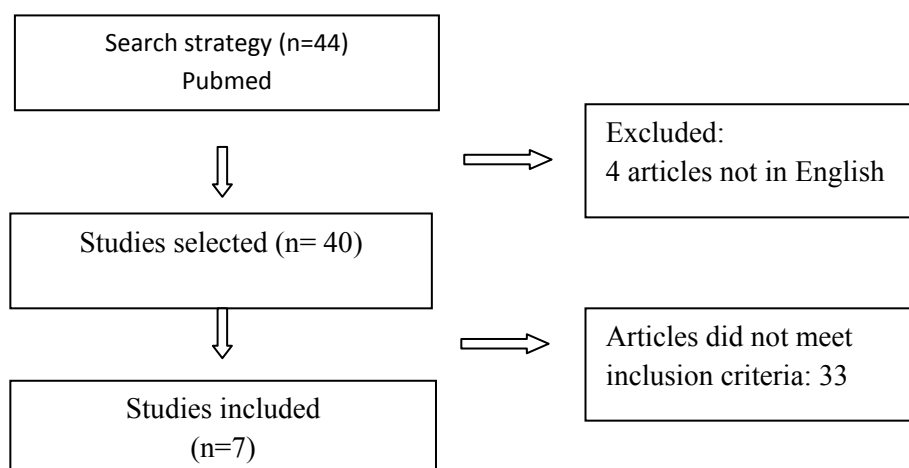 Search strategy (n=44)
Pubmed
Excluded:
4 articles not in English
Studies selected (n= 40)
Articles did not meet
inclusion criteria: 33
Studies included
(n=7)